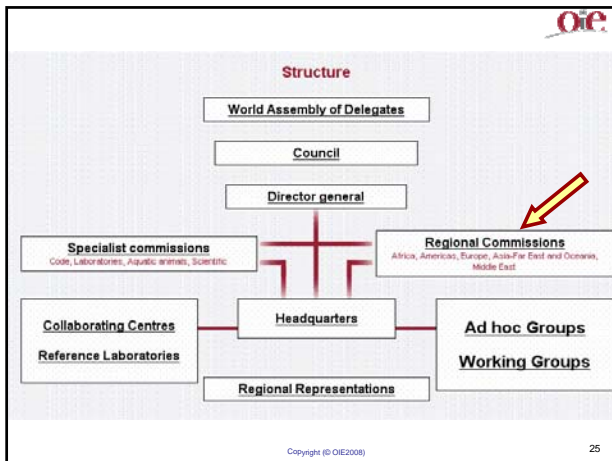 oie
Structure
World Assembly of Delegates
Council
Director general
Specialist commissions
Code, Laboratories, Aquatic animals, Scientific
Regional Commissions
Africa, Americas, Europe, Asia-Far East and Oceania,
Middle East
Collaborating Centres
Reference Laboratories
Headquarters
Ad hoc Groups
Working Groups
Regional Representations
Copyright (© OIE2008)
25